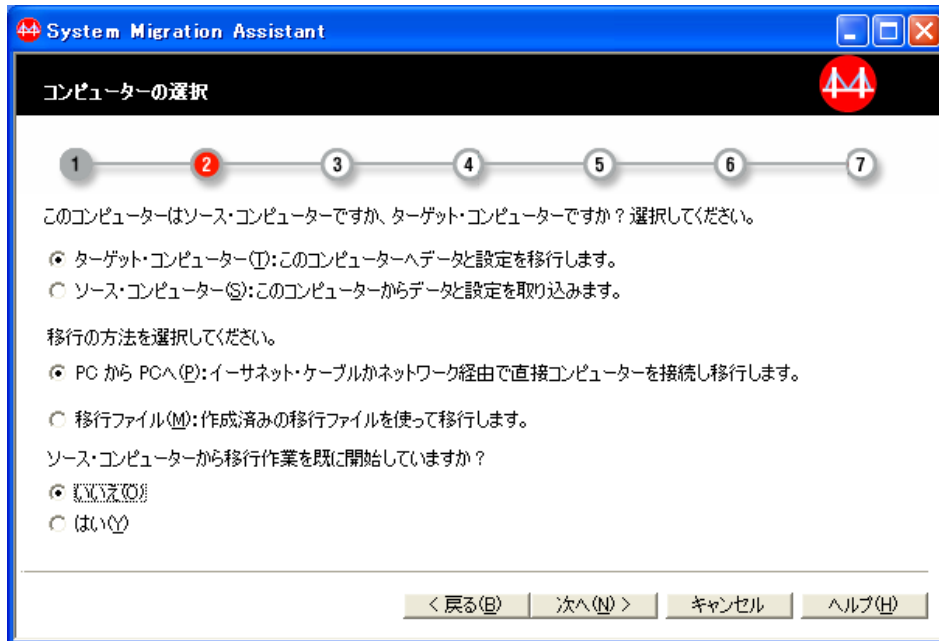 System Migration Assistant
コンピューターの選択
1 2 3 4 5 6 7
このコンピューターはソース・コンピューターですか、ターゲット・コンピューターですか?選択してください。
ターゲット・コンピューター(T):このコンピューターへデータと設定を移行します。
ソース・コンピューター(S):このコンピューターからデータと設定を取り込みます。
移行の方法を選択してください。
PC から PCへ(P):イーサネット・ケーブルかネットワーク経由で直接コンピューターを接続し移行します。
移行ファイル(M):作成済みの移行ファイルを使って移行します。
ソース・コンピューターから移行作業を既に開始していますか?
いいえ(O)
はい(Y)
< 戻る(B) 次へ(N) > キャンセル ヘルプ(H)